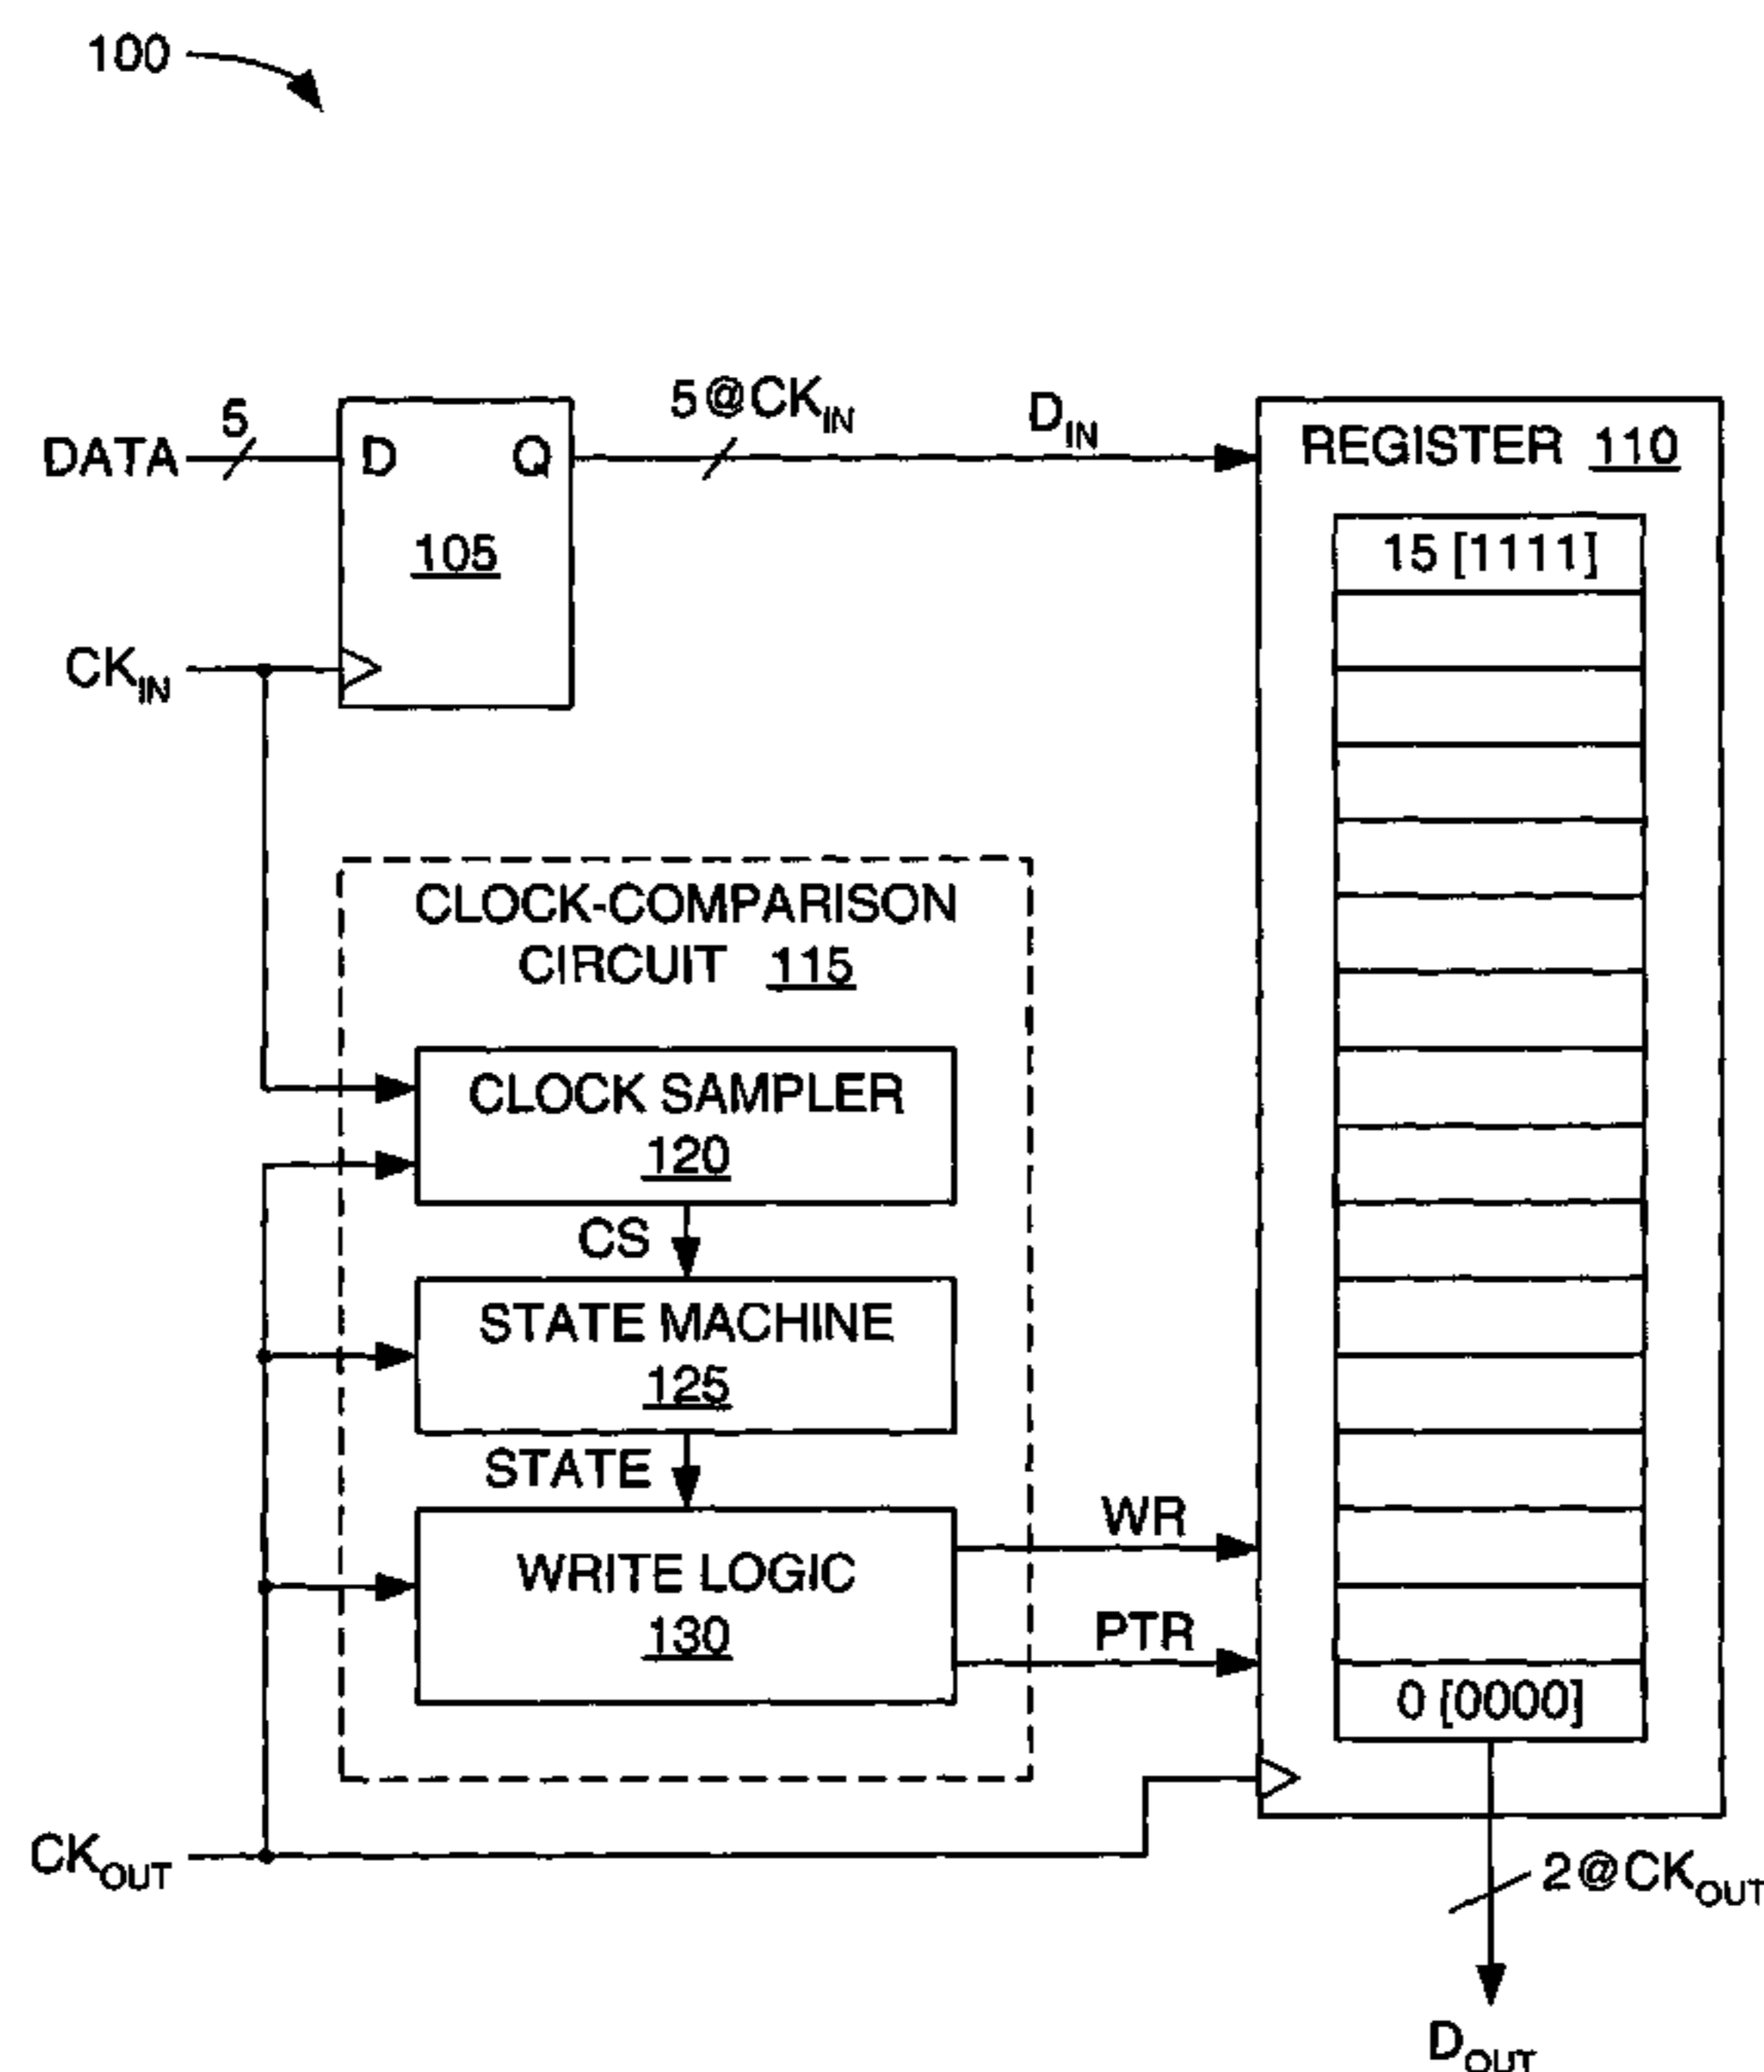 100
DATA
5
D
Q
105
5@CK_IN
D_IN
REGISTER 110
15 [1111]
CK_IN
CLOCK-COMPARISON
CIRCUIT 115
CLOCK SAMPLER
120
CS
STATE MACHINE
125
STATE
WRITE LOGIC
130
WR
PTR
0 [0000]
CK_OUT
2@CK_OUT
D_OUT